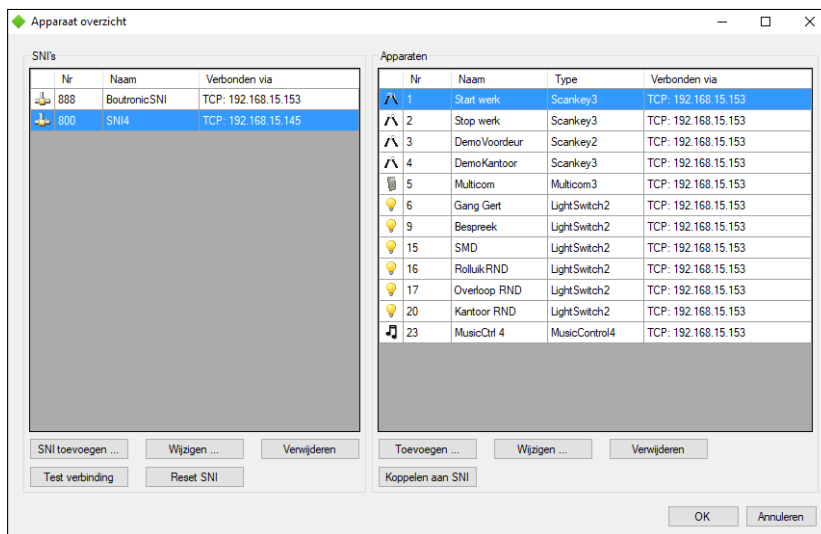 Apparaat overzicht
SNI's
Nr Naam Verbonden via
888 BoutronicSNI TCP: 192.168.15.153
800 SNI4 TCP: 192.168.15.145
SNI toevoegen ... Wijzigen ... Verwijderen
Test verbinding Reset SNI
Apparaten
Nr Naam Type Verbonden via
1 Start werk Scankey3 TCP: 192.168.15.153
2 Stop werk Scankey3 TCP: 192.168.15.153
3 DemoVoordeur Scankey2 TCP: 192.168.15.153
4 DemoKantoor Scankey3 TCP: 192.168.15.153
5 Multicom Multicom3 TCP: 192.168.15.153
6 Gang Gert LightSwitch2 TCP: 192.168.15.153
9 Bespreek LightSwitch2 TCP: 192.168.15.153
15 SMD LightSwitch2 TCP: 192.168.15.153
16 RolluikRND LightSwitch2 TCP: 192.168.15.153
17 Overloop RND LightSwitch2 TCP: 192.168.15.153
20 Kantoor RND LightSwitch2 TCP: 192.168.15.153
23 MusicCtrl 4 MusicControl4 TCP: 192.168.15.153
Toevoegen ... Wijzigen ... Verwijderen
Koppelen aan SNI
OK Annuleren